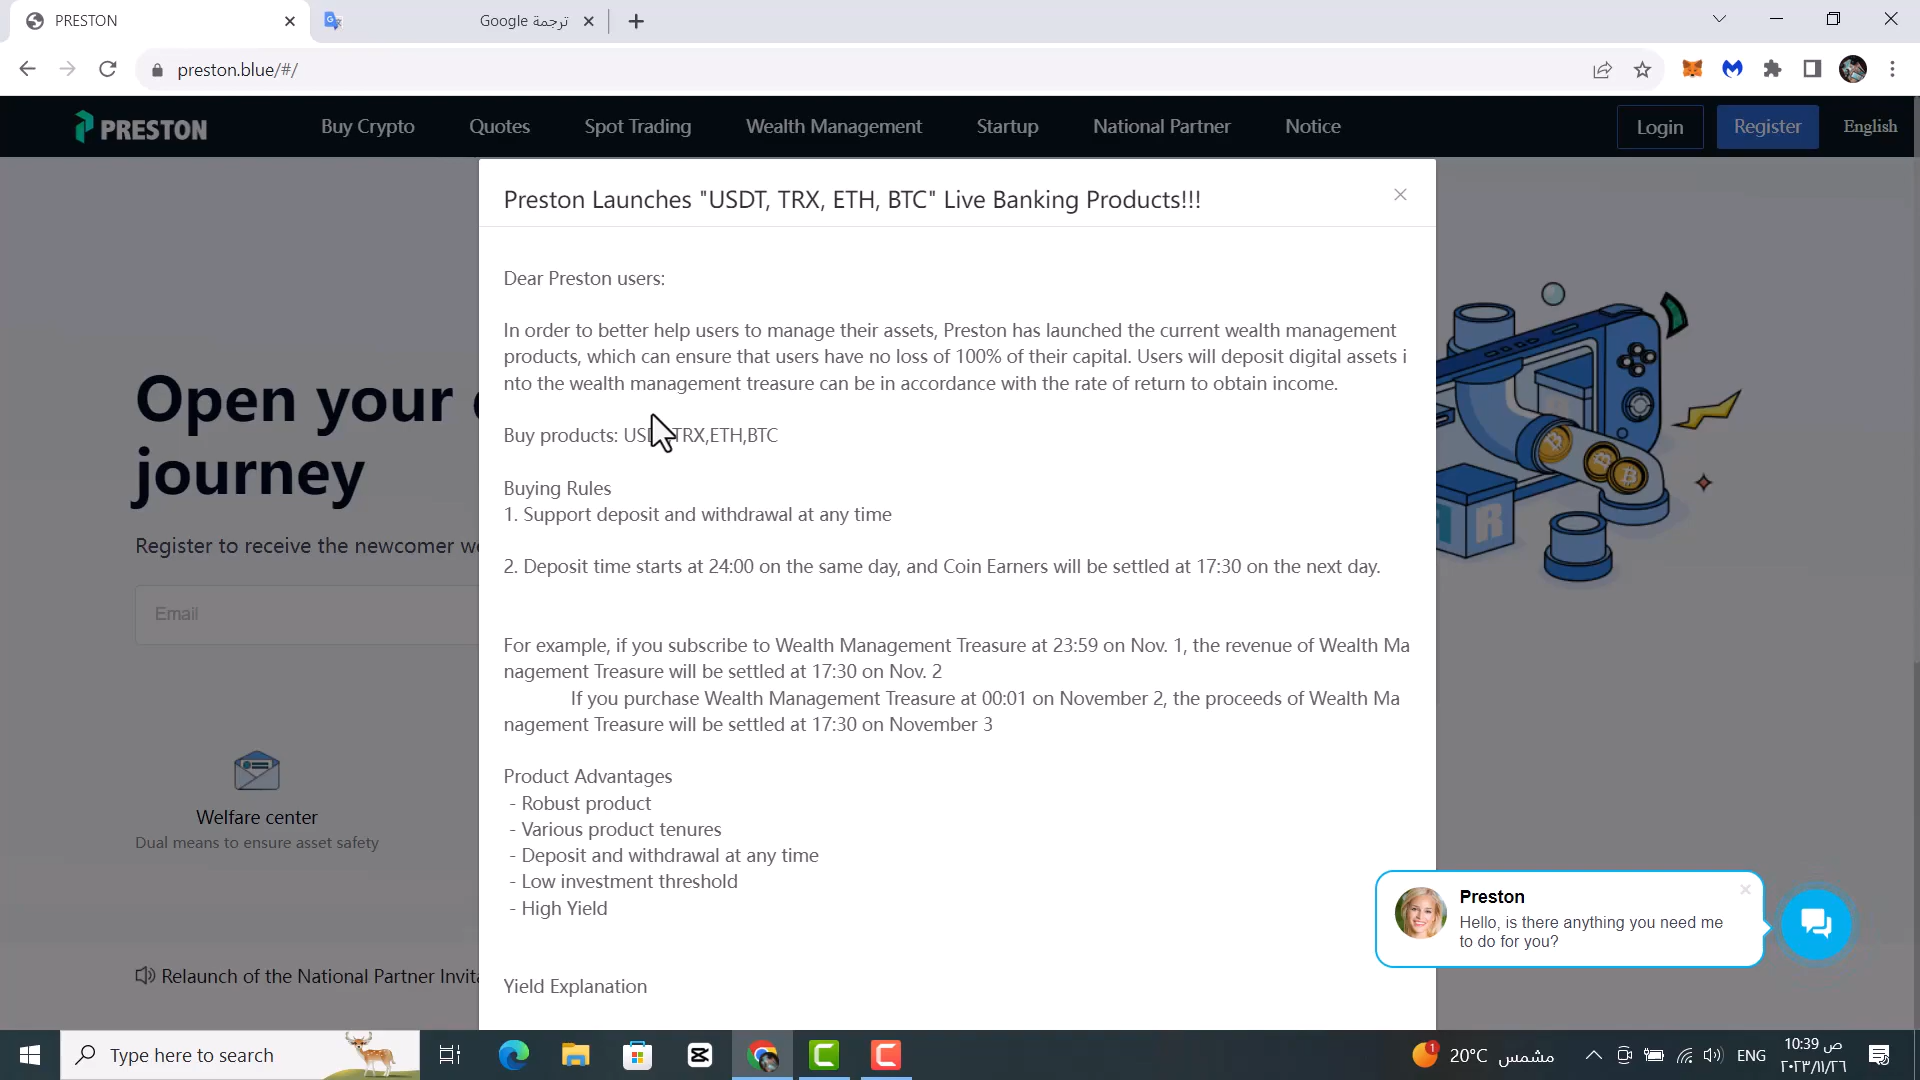 PRESTON
ترجمة Google
preston.blue/#/
PRESTON
Buy Crypto
Quotes
Spot Trading
Wealth Management
Startup
National Partner
Notice
Login
Register
English
Preston Launches "USDT, TRX, ETH, BTC" Live Banking Products!!!
Dear Preston users:
In order to better help users to manage their assets, Preston has launched the current wealth management
products, which can ensure that users have no loss of 100% of their capital. Users will deposit digital assets i
nto the wealth management treasure can be in accordance with the rate of return to obtain income.
Buy products: TRX,ETH,BTC
Buying Rules
1. Support deposit and withdrawal at any time
2. Deposit time starts at 24:00 on the same day, and Coin Earners will be settled at 17:30 on the next day.
For example, if you subscribe to Wealth Management Treasure at 23:59 on Nov. 1, the revenue of Wealth Ma
nagement Treasure will be settled at 17:30 on Nov. 2
If you purchase Wealth Management Treasure at 00:01 on November 2, the proceeds of Wealth Ma
nagement Treasure will be settled at 17:30 on November 3
Product Advantages
- Robust product
- Various product tenures
- Deposit and withdrawal at any time
- Low investment threshold
- High Yield
Yield Explanation
Open your
journey
Register to receive the newcomer
Email
Welfare center
Dual means to ensure asset safety
Relaunch of the National Partner
Preston
Hello, is there anything you need me
to do for you?
Type here to search
1
20°C مشمس
ENG
10:39 ص
٢٠٢٣/١١/٢٦